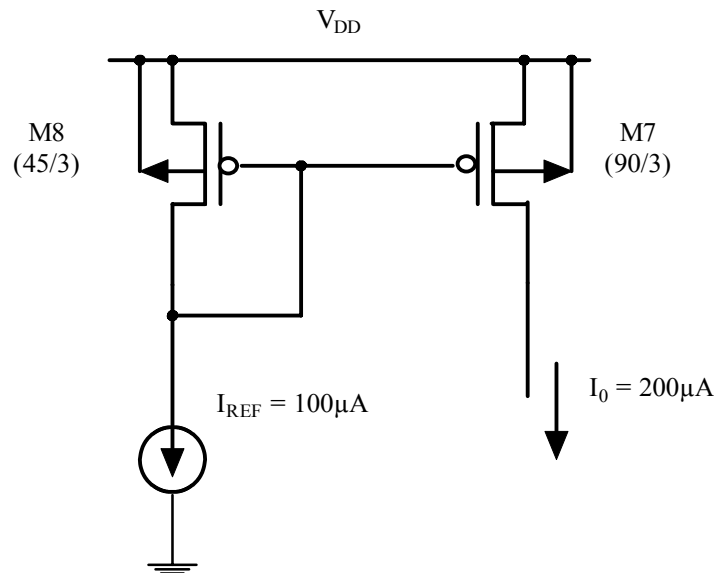 V_DD
M8
(45/3)
M7
(90/3)
I_REF = 100µA
I_0 = 200µA